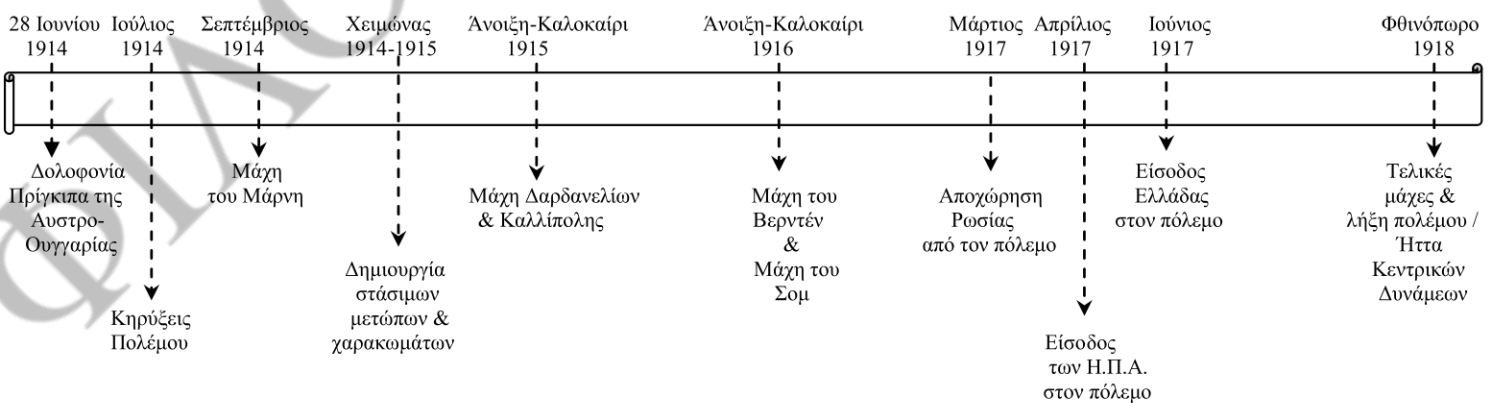 28 Ιουνίου
1914
Ιούλιος
1914
Σεπτέμβριος
1914
Χειμώνας
1914-1915
Άνοιξη-Καλοκαίρι
1915
Άνοιξη-Καλοκαίρι
1916
Μάρτιος
1917
Απρίλιος
1917
Ιούνιος
1917
Φθινόπωρο
1918
Δολοφονία
Πρίγκιπα της
Αυστρο-
Ουγγαρίας
Κηρύξεις
Πολέμου
Μάχη
του Μάρνη
Δημιουργία
στάσιμων
μετώπων &
χαρακωμάτων
Μάχη Δαρδανελίων
& Καλλίπολης
Μάχη του
Βερντέν
&
Μάχη του
Σομ
Αποχώρηση
Ρωσίας
από τον πόλεμο
Είσοδος
των Η.Π.Α.
στον πόλεμο
Είσοδος
Ελλάδας
στον πόλεμο
Τελικές
μάχες &
λήξη πολέμου /
Ήττα
Κεντρικών
Δυνάμεων
ΦΙΛΟ